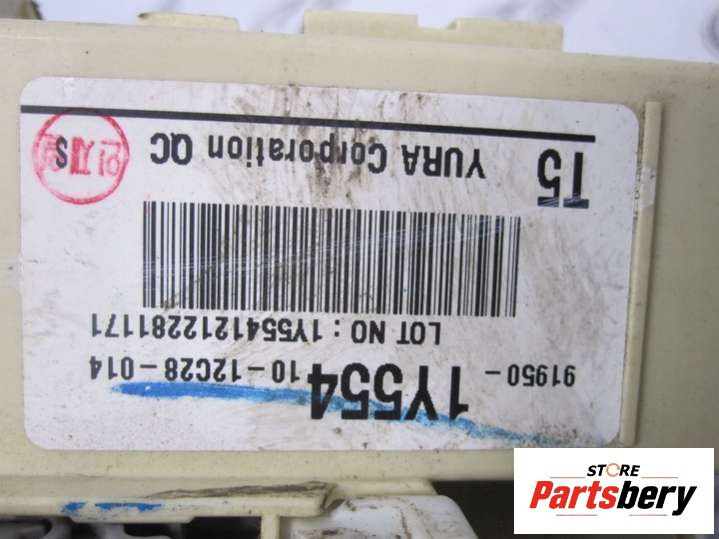 91950 - 1Y554 10-12C28-014
LOT NO : 1Y5541212281171
T5 YURA Corporation QC
STORE
Partsbery